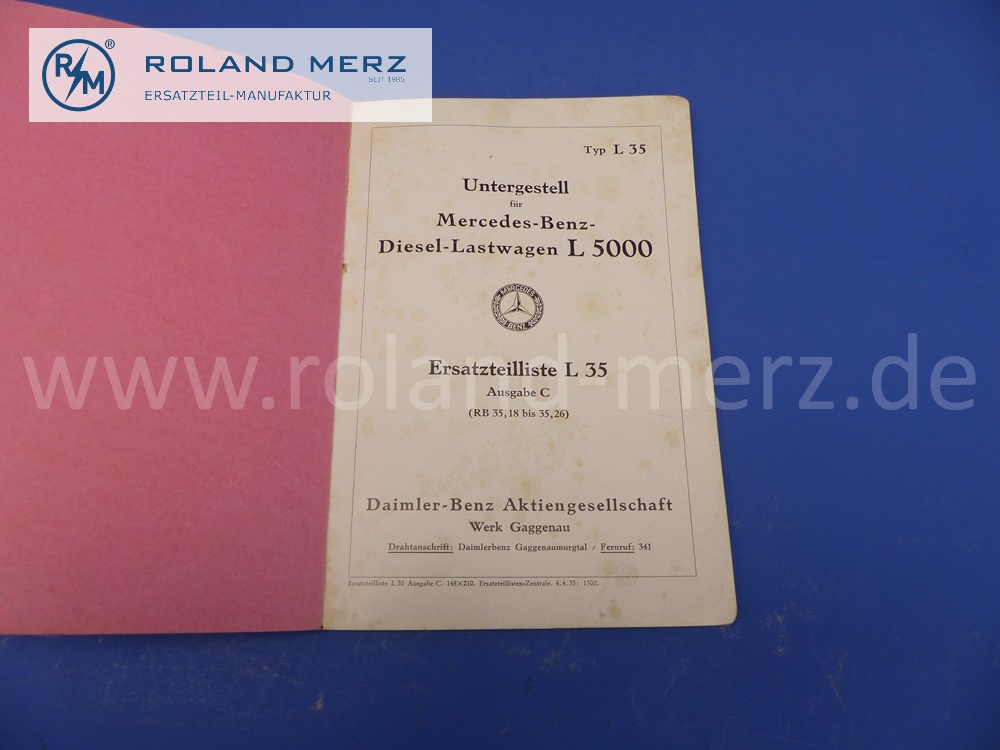 R M ®
ROLAND MERZ
SEIT 1985
ERSATZTEIL-MANUFAKTUR
Typ L 35
Untergestell
für
Mercedes-Benz-
Diesel-Lastwagen L 5000
MERCEDES
BENZ
www.roland-merz.de
Ersatzteilliste L 35
Ausgabe C
(RB 35,18 bis 35,26)
Daimler-Benz Aktiengesellschaft
Werk Gaggenau
Drahtanschrift: Daimlerbenz Gaggenaumurgtal / Fernruf: 341
Ersatzteilliste L 35 Ausgabe C. 148×210. Ersatzteillisten-Zentrale. 4. 4. 35: 1500.